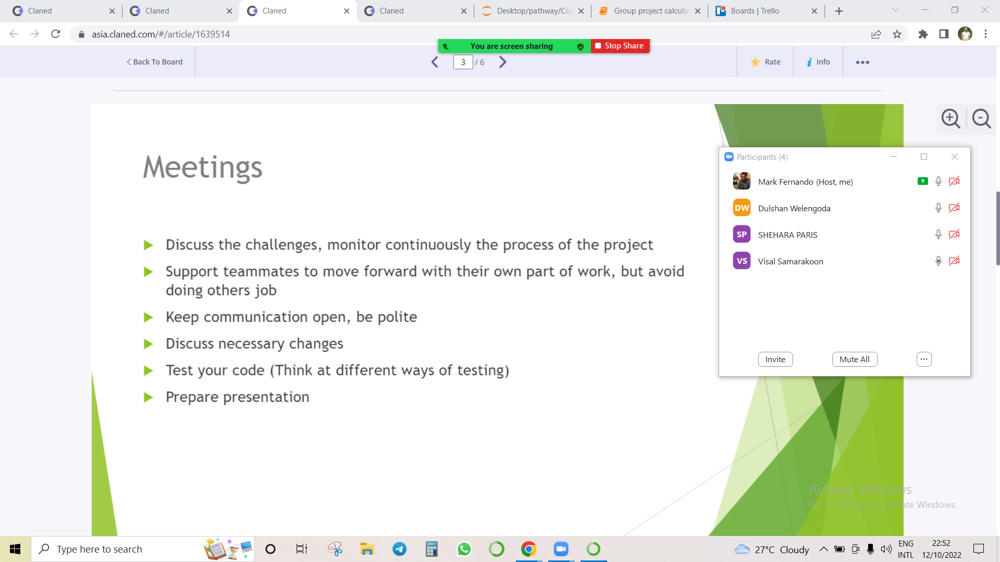 Claned
Claned
Claned
Claned
Desktop/pathway/Co
Group project calcula
Boards | Trello
asia.claned.com/#/article/1639514
You are screen sharing
Stop Share
Back To Board
3 / 6
Rate
Info
Meetings
Discuss the challenges, monitor continuously the process of the project
Support teammates to move forward with their own part of work, but avoid
doing others job
Keep communication open, be polite
Discuss necessary changes
Test your code (Think at different ways of testing)
Prepare presentation
Participants (4)
Mark Fernando (Host, me)
DW Dulshan Welengoda
SP SHEHARA PARIS
VS Visal Samarakoon
Invite
Mute All
...
Activate Windows
Go to Settings to activate Windows.
Type here to search
27°C Cloudy
ENG
INTL
22:52
12/10/2022